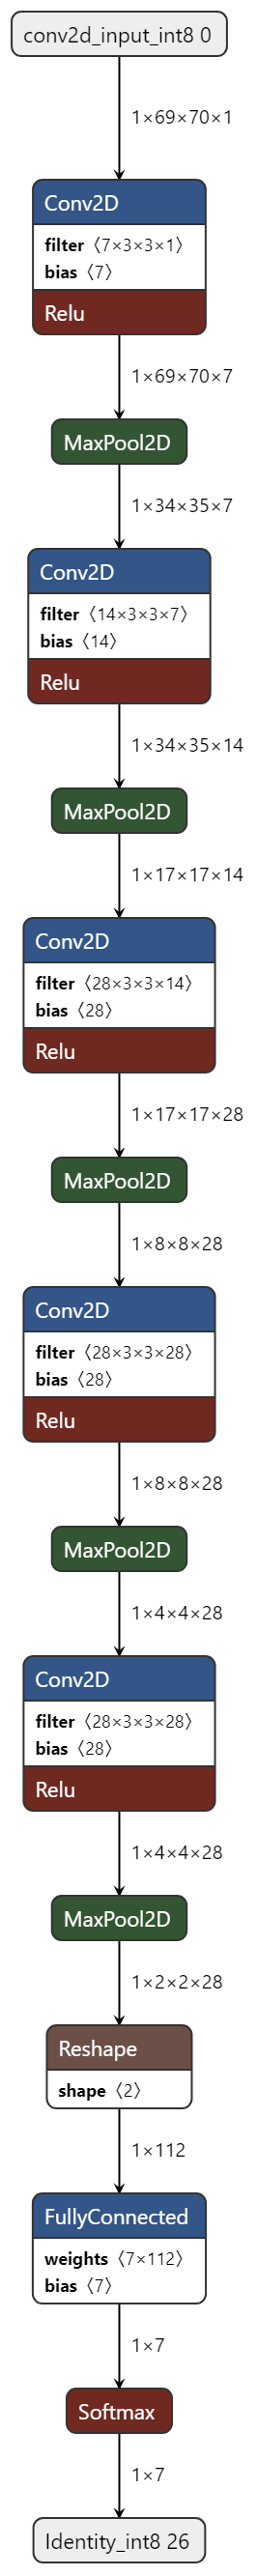 conv2d_input_int8 0
1×69×70×1
Conv2D
filter〈7×3×3×1〉
bias〈7〉
Relu
1×69×70×7
MaxPool2D
1×34×35×7
Conv2D
filter〈14×3×3×7〉
bias〈14〉
Relu
1×34×35×14
MaxPool2D
1×17×17×14
Conv2D
filter〈28×3×3×14〉
bias〈28〉
Relu
1×17×17×28
MaxPool2D
1×8×8×28
Conv2D
filter〈28×3×3×28〉
bias〈28〉
Relu
1×8×8×28
MaxPool2D
1×4×4×28
Conv2D
filter〈28×3×3×28〉
bias〈28〉
Relu
1×4×4×28
MaxPool2D
1×2×2×28
Reshape
shape〈2〉
1×112
FullyConnected
weights〈7×112〉
bias〈7〉
1×7
Softmax
1×7
Identity_int8 26